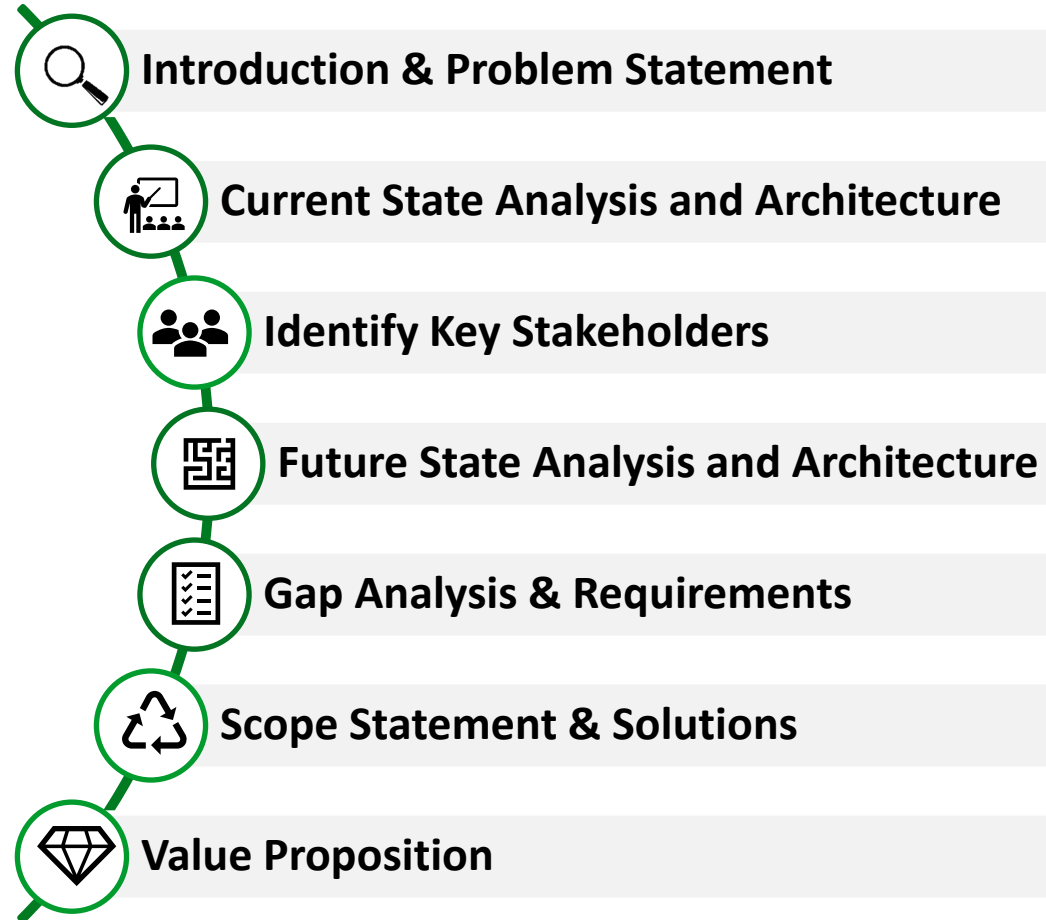 Introduction & Problem Statement
Current State Analysis and Architecture
Identify Key Stakeholders
Future State Analysis and Architecture
Gap Analysis & Requirements
Scope Statement & Solutions
Value Proposition